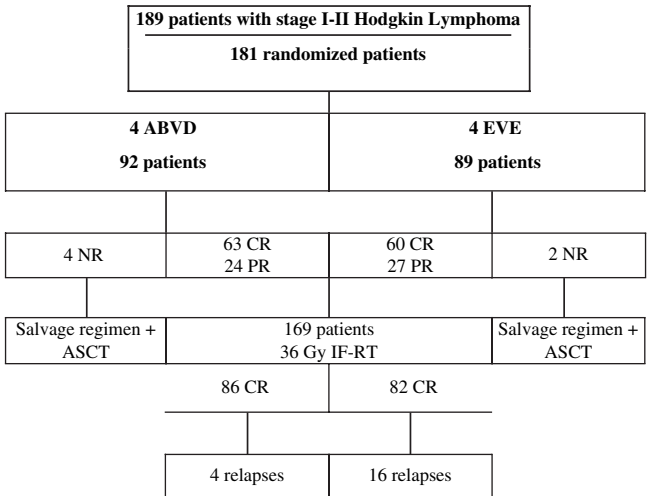 189 patients with stage I-II Hodgkin Lymphoma
181 randomized patients
4 ABVD
92 patients
4 EVE
89 patients
4 NR
63 CR
24 PR
60 CR
27 PR
2 NR
Salvage regimen +
ASCT
169 patients
36 Gy IF-RT
Salvage regimen +
ASCT
86 CR
82 CR
4 relapses
16 relapses